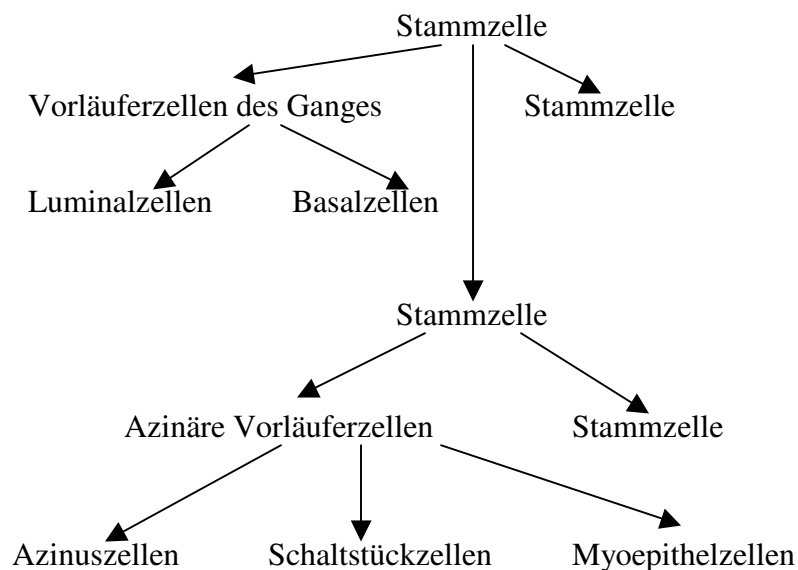 Stammzelle
Vorläuferzellen des Ganges Stammzelle
Luminalzellen Basalzellen
Stammzelle
Azinäre Vorläuferzellen Stammzelle
Azinuszellen Schaltstückzellen Myoepithelzellen